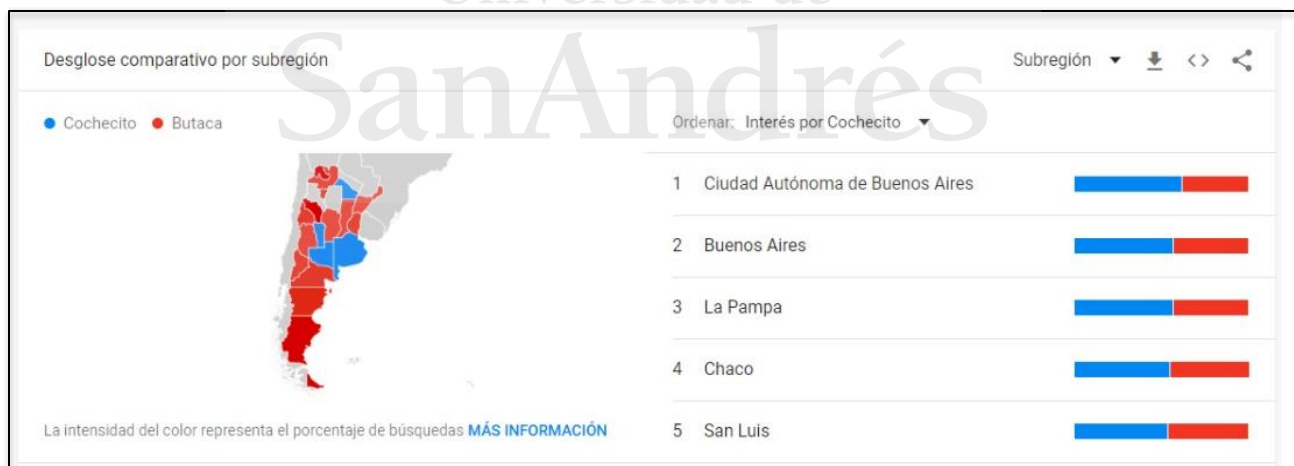 Universidad de
SanAndrés
Desglose comparativo por subregión
Subregión
Cochecito Butaca
Ordenar: Interés por Cochecito
1 Ciudad Autónoma de Buenos Aires
2 Buenos Aires
3 La Pampa
4 Chaco
5 San Luis
La intensidad del color representa el porcentaje de búsquedas MÁS INFORMACIÓN